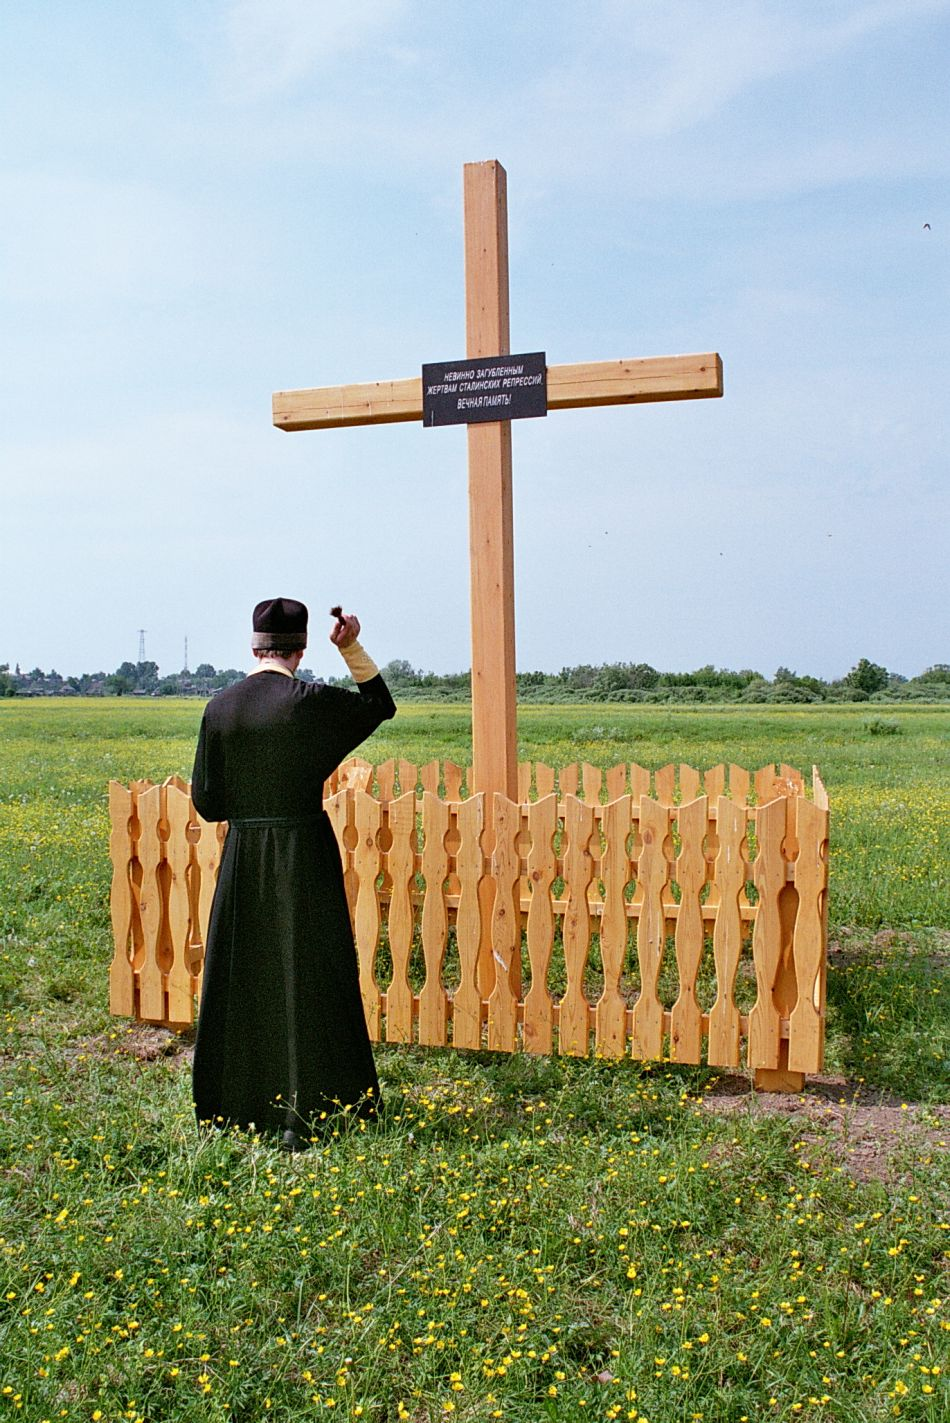 НЕВИННО ЗАГУБЛЕННЫМ
ЖЕРТВАМ СТАЛИНСКИХ РЕПРЕССИЙ.
ВЕЧНАЯ ПАМЯТЬ!